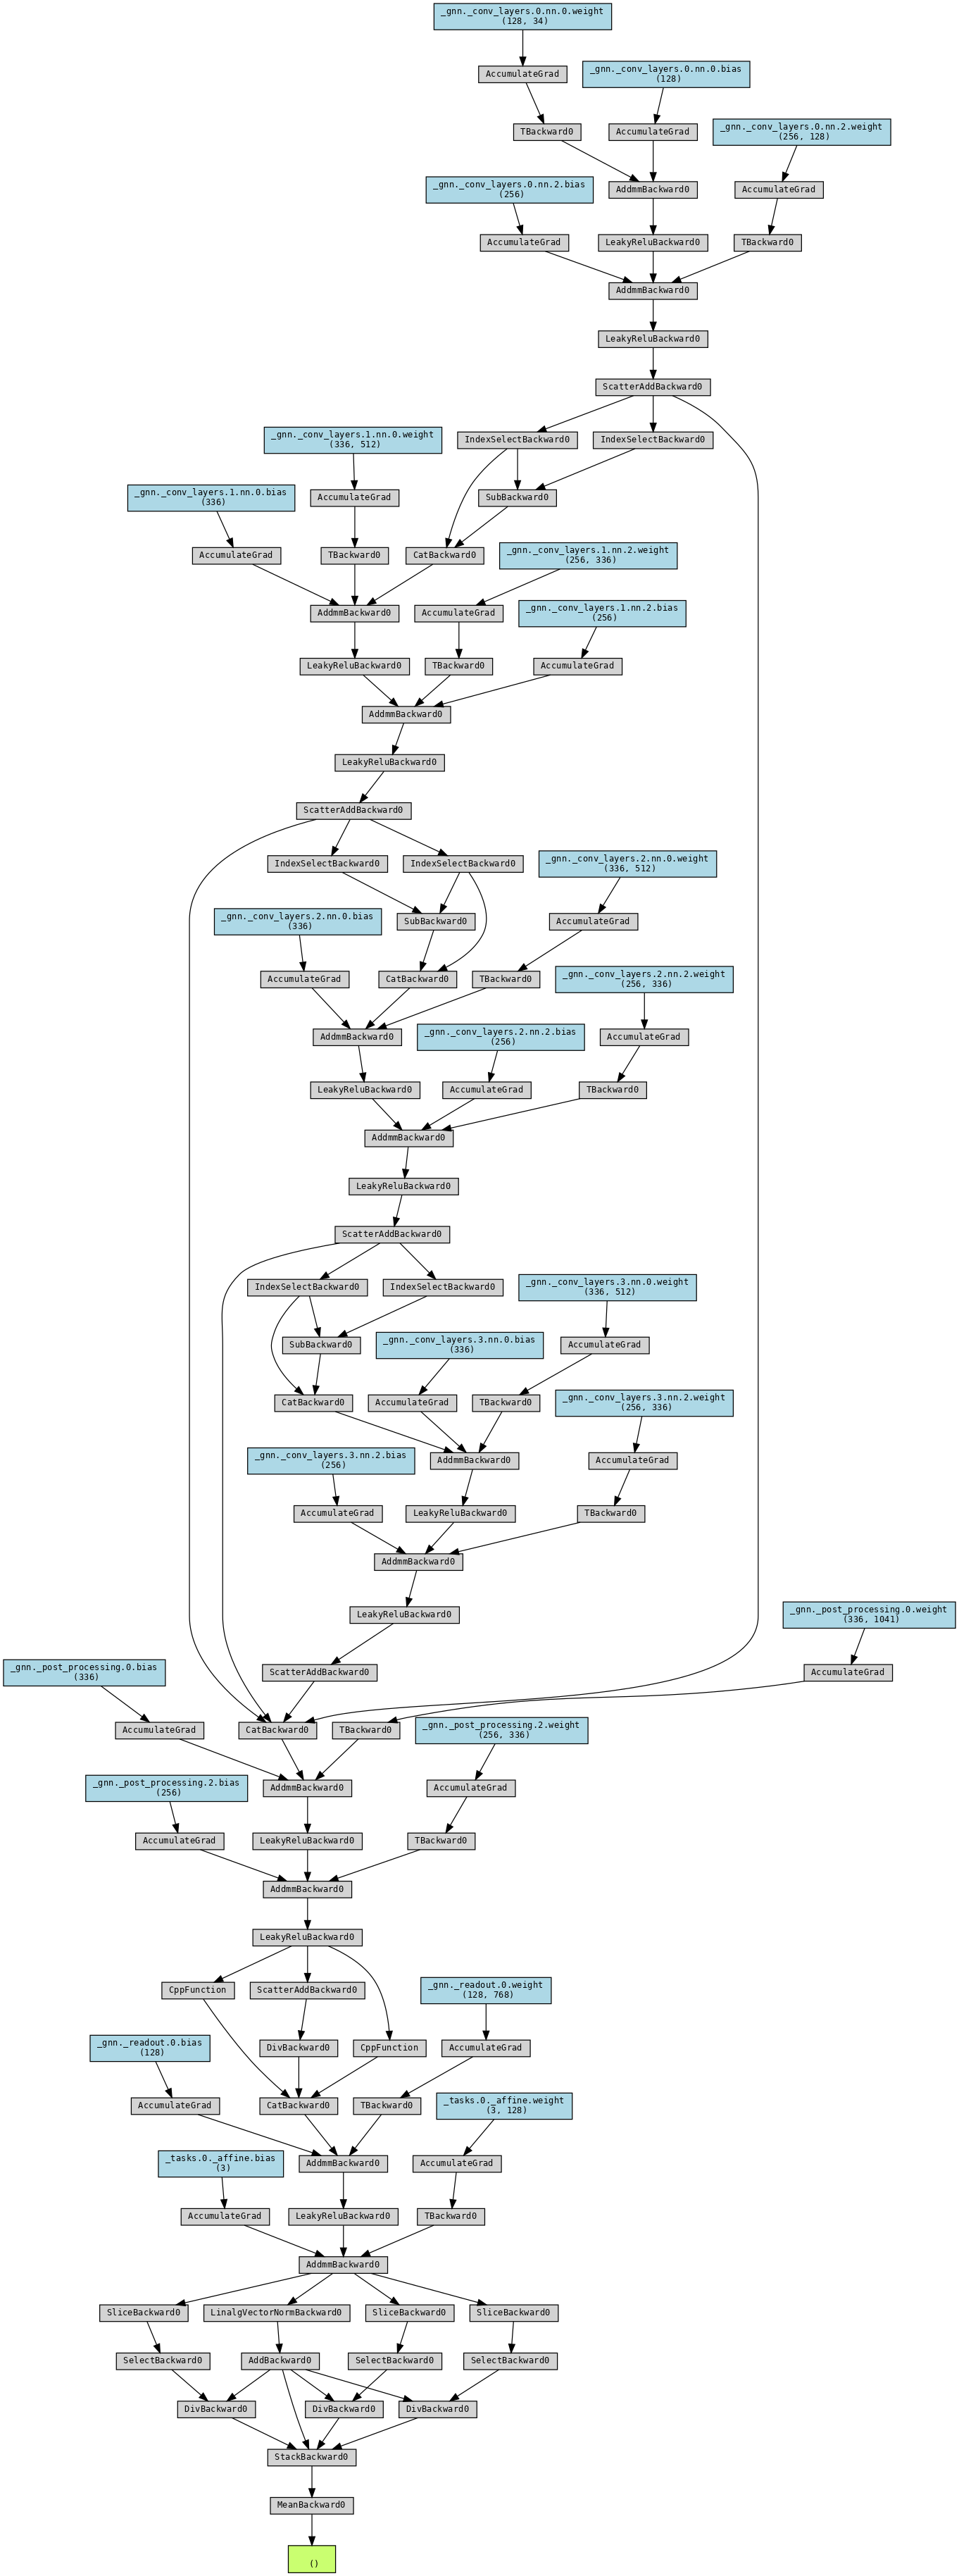 _gnn._conv_layers.0.nn.0.weight
(128, 34)
AccumulateGrad
_gnn._conv_layers.0.nn.0.bias
(128)
TBackward0
AccumulateGrad
_gnn._conv_layers.0.nn.2.weight
(256, 128)
_gnn._conv_layers.0.nn.2.bias
(256)
AddmmBackward0
AccumulateGrad
AccumulateGrad
LeakyReluBackward0
TBackward0
AddmmBackward0
LeakyReluBackward0
ScatterAddBackward0
_gnn._conv_layers.1.nn.0.weight
(336, 512)
IndexSelectBackward0
IndexSelectBackward0
_gnn._conv_layers.1.nn.0.bias
(336)
AccumulateGrad
SubBackward0
AccumulateGrad
TBackward0
CatBackward0
_gnn._conv_layers.1.nn.2.weight
(256, 336)
AddmmBackward0
AccumulateGrad
_gnn._conv_layers.1.nn.2.bias
(256)
LeakyReluBackward0
TBackward0
AccumulateGrad
AddmmBackward0
LeakyReluBackward0
ScatterAddBackward0
IndexSelectBackward0
IndexSelectBackward0
_gnn._conv_layers.2.nn.0.weight
(336, 512)
_gnn._conv_layers.2.nn.0.bias
(336)
SubBackward0
AccumulateGrad
AccumulateGrad
CatBackward0
TBackward0
_gnn._conv_layers.2.nn.2.weight
(256, 336)
AddmmBackward0
_gnn._conv_layers.2.nn.2.bias
(256)
AccumulateGrad
LeakyReluBackward0
AccumulateGrad
TBackward0
AddmmBackward0
LeakyReluBackward0
ScatterAddBackward0
IndexSelectBackward0
IndexSelectBackward0
_gnn._conv_layers.3.nn.0.weight
(336, 512)
SubBackward0
_gnn._conv_layers.3.nn.0.bias
(336)
AccumulateGrad
CatBackward0
AccumulateGrad
TBackward0
_gnn._conv_layers.3.nn.2.weight
(256, 336)
_gnn._conv_layers.3.nn.2.bias
(256)
AddmmBackward0
AccumulateGrad
AccumulateGrad
LeakyReluBackward0
TBackward0
AddmmBackward0
LeakyReluBackward0
_gnn._post_processing.0.weight
(336, 1041)
_gnn._post_processing.0.bias
(336)
ScatterAddBackward0
AccumulateGrad
AccumulateGrad
CatBackward0
TBackward0
_gnn._post_processing.2.weight
(256, 336)
_gnn._post_processing.2.bias
(256)
AddmmBackward0
AccumulateGrad
AccumulateGrad
LeakyReluBackward0
TBackward0
AddmmBackward0
LeakyReluBackward0
CppFunction
ScatterAddBackward0
_gnn._readout.0.weight
(128, 768)
_gnn._readout.0.bias
(128)
DivBackward0
CppFunction
AccumulateGrad
AccumulateGrad
CatBackward0
TBackward0
_tasks.0._affine.weight
(3, 128)
_tasks.0._affine.bias
(3)
AddmmBackward0
AccumulateGrad
AccumulateGrad
LeakyReluBackward0
TBackward0
AddmmBackward0
SliceBackward0
LinalgVectorNormBackward0
SliceBackward0
SliceBackward0
SelectBackward0
AddBackward0
SelectBackward0
SelectBackward0
DivBackward0
DivBackward0
DivBackward0
StackBackward0
MeanBackward0
()